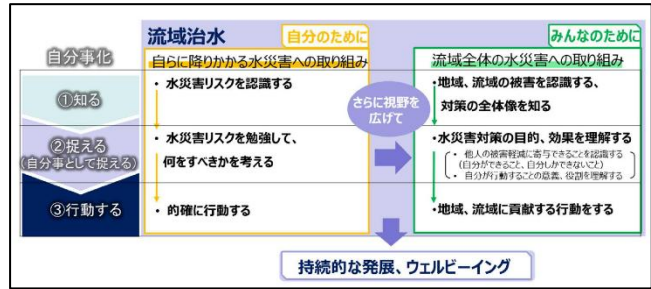 流域治水
自分のために
みんなのために
自分事化
自らに降りかかる水災害への取り組み
流域全体の水災害への取り組み
①知る
・ 水災害リスクを認識する
さらに視野を
広げて
・地域、流域の被害を認識する、
対策の全体像を知る
②捉える
(自分事として捉える)
・ 水災害リスクを勉強して、
何をすべきかを考える
・水災害対策の目的、効果を理解する
・ 他人の被害軽減に寄与できることを認識する
(自分ができること、自分しかできないこと)
・ 自分が行動することの意義、役割を理解する
③行動する
・ 的確に行動する
・地域、流域に貢献する行動をする
持続的な発展、ウェルビーイング